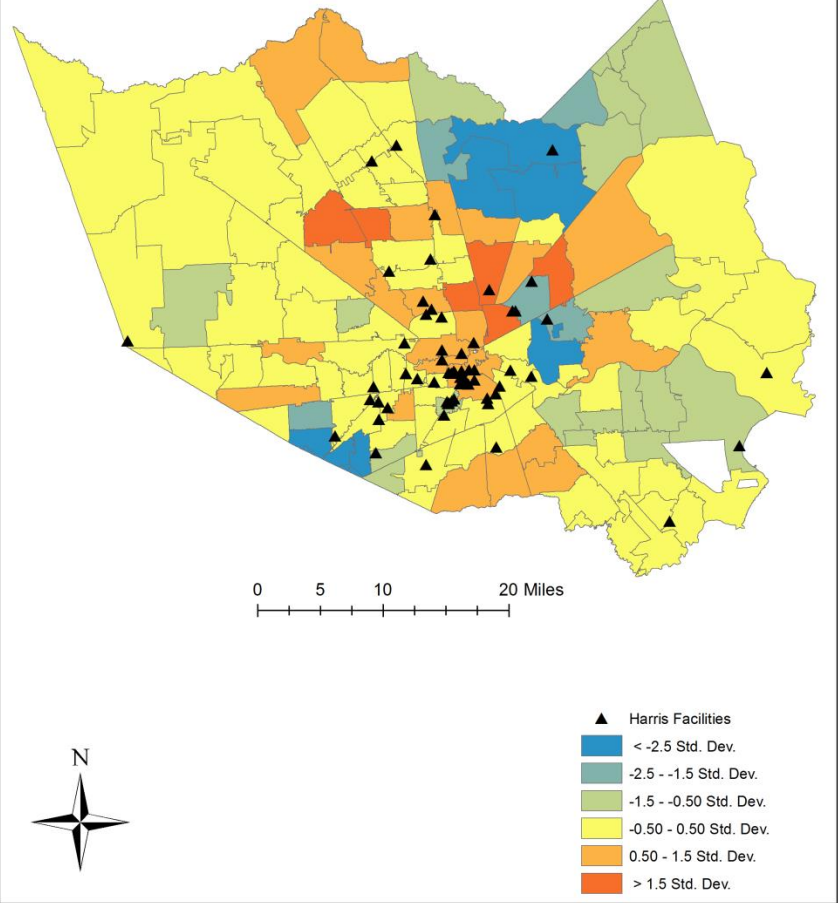 0 5 10 20 Miles
N
Harris Facilities
< -2.5 Std. Dev.
-2.5 - -1.5 Std. Dev.
-1.5 - -0.50 Std. Dev.
-0.50 - 0.50 Std. Dev.
0.50 - 1.5 Std. Dev.
> 1.5 Std. Dev.